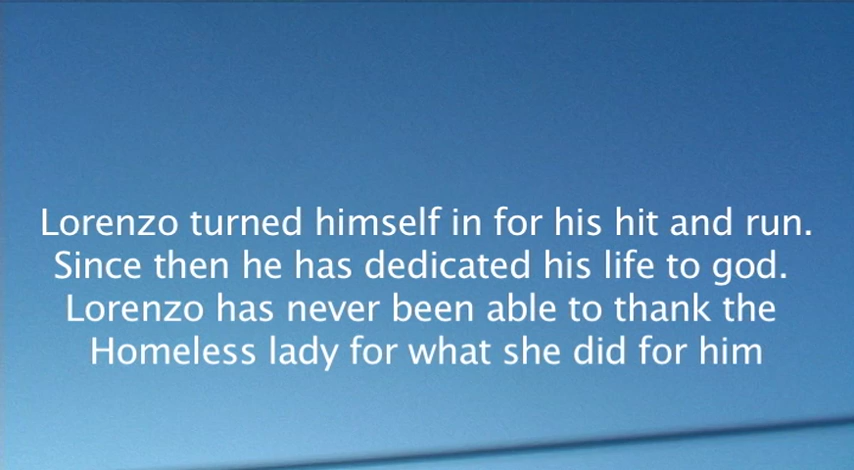 Lorenzo turned himself in for his hit and run.
Since then he has dedicated his life to god.
Lorenzo has never been able to thank the
Homeless lady for what she did for him